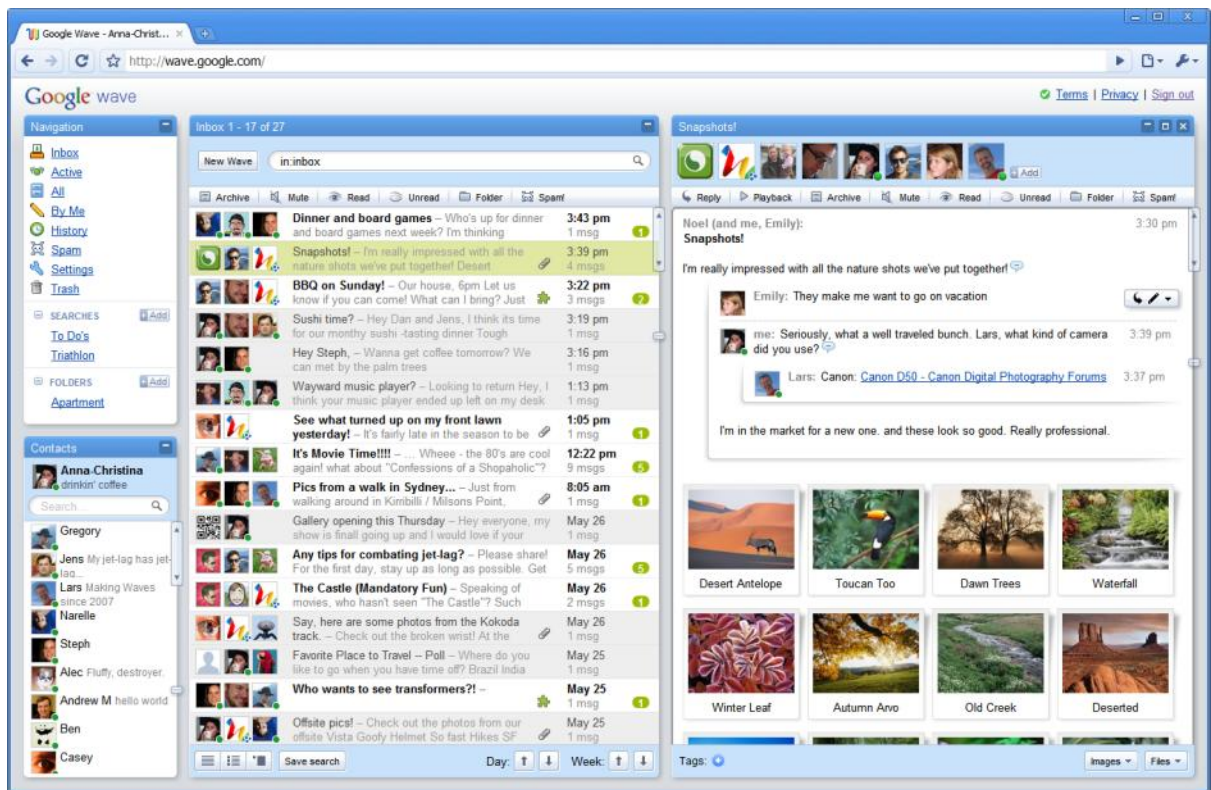 Google Wave - Anna-Christ...
http://wave.google.com/
Google wave
Terms | Privacy | Sign out
Navigation
Inbox
Active
All
By Me
History
Spam
Settings
Trash
SEARCHES Add
To Do's
Triathlon
FOLDERS Add
Apartment
Contacts
Anna-Christina
drinkin' coffee
Search...
Gregory
Jens My jet-lag has jet-
lag...
Lars Making Waves
since 2007
Narelle
Steph
Alec Fluffy, destroyer.
Andrew M hello world
Ben
Casey
Inbox 1 - 17 of 27
New Wave in:inbox
Archive Mute Read Unread Folder Spam!
Dinner and board games – Who's up for dinner 3:43 pm
and board games next week? I'm thinking 1 msg 1
Snapshots! – I'm really impressed with all the 3:39 pm
nature shots we've put together! Desert 4 msgs
BBQ on Sunday! – Our house, 6pm Let us 3:22 pm
know if you can come! What can I bring? Just 3 msgs 2
Sushi time? – Hey Dan and Jens, I think its time 3:19 pm
for our monthy sushi -tasting dinner Tough 1 msg
Hey Steph, – Wanna get coffee tomorrow? We 3:16 pm
can met by the palm trees 1 msg
Wayward music player? – Looking to return Hey, I 1:13 pm
think your music player ended up left on my desk 1 msg
See what turned up on my front lawn 1:05 pm
yesterday! – It's fairly late in the season to be 1 msg 1
It's Movie Time!!!! – ... Wheee - the 80's are cool 12:22 pm
again! what about "Confessions of a Shopaholic"? 9 msgs 5
Pics from a walk in Sydney... – Just from 8:05 am
walking around in Kirribilli / Milsons Point, 1 msg 1
Gallery opening this Thursday – Hey everyone, my May 26
show is finall going up and I would love if your 1 msg
Any tips for combating jet-lag? – Please share! May 26
For the first day, stay up as long as possible. Get 5 msgs 5
The Castle (Mandatory Fun) – Speaking of May 26
movies, who hasn't seen "The Castle"? Such 2 msgs 1
Say, here are some photos from the Kokoda May 26
track. – Check out the broken wrist! At the 1 msg
Favorite Place to Travel – Poll – Where do you May 25
like to go when you have time off? Brazil India 1 msg
Who wants to see transformers?! – May 25
1 msg 1
Offsite pics! – Check out the photos from our May 25
offsite Vista Goofy Helmet So fast Hikes SF 1 msg
Save search Day: Week:
Snapshots!
Add
Reply Playback Archive Mute Read Unread Folder Spam!
Noel (and me, Emily): 3:30 pm
Snapshots!
I'm really impressed with all the nature shots we've put together!
Emily: They make me want to go on vacation
me: Seriously, what a well traveled bunch. Lars, what kind of camera 3:39 pm
did you use?
Lars: Canon: Canon D50 - Canon Digital Photography Forums 3:37 pm
I'm in the market for a new one. and these look so good. Really professional.
Desert Antelope Toucan Too Dawn Trees Waterfall
Winter Leaf Autumn Arvo Old Creek Deserted
Tags: Images Files